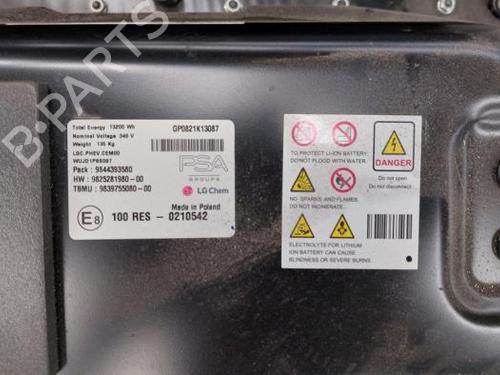 Total Energy 13200 Wh
Nominal Voltage 346 V
Weight 135 Kg
LGC.PHEV.CEM00
GP0821K13087
Pack : 9844393580
HW : 9825281980-00
TBMU : 9839755080-00
PSA
GROUPE
LG Chem
Made in Poland
E8 100 RES - 0210542
TO PROTECT LI-ION BATTERY,
DO NOT FLOOD WITH WATER.
NO SPARKS, AND FLAMES.
DO NOT INCINERATE.
ELECTROLYTE FOR LITHIUM
ION BATTERY CAN CAUSE
BLINDNESS OR SEVERE BURNS.
DANGER
Do not open
Do not disconnect
B-PARTS